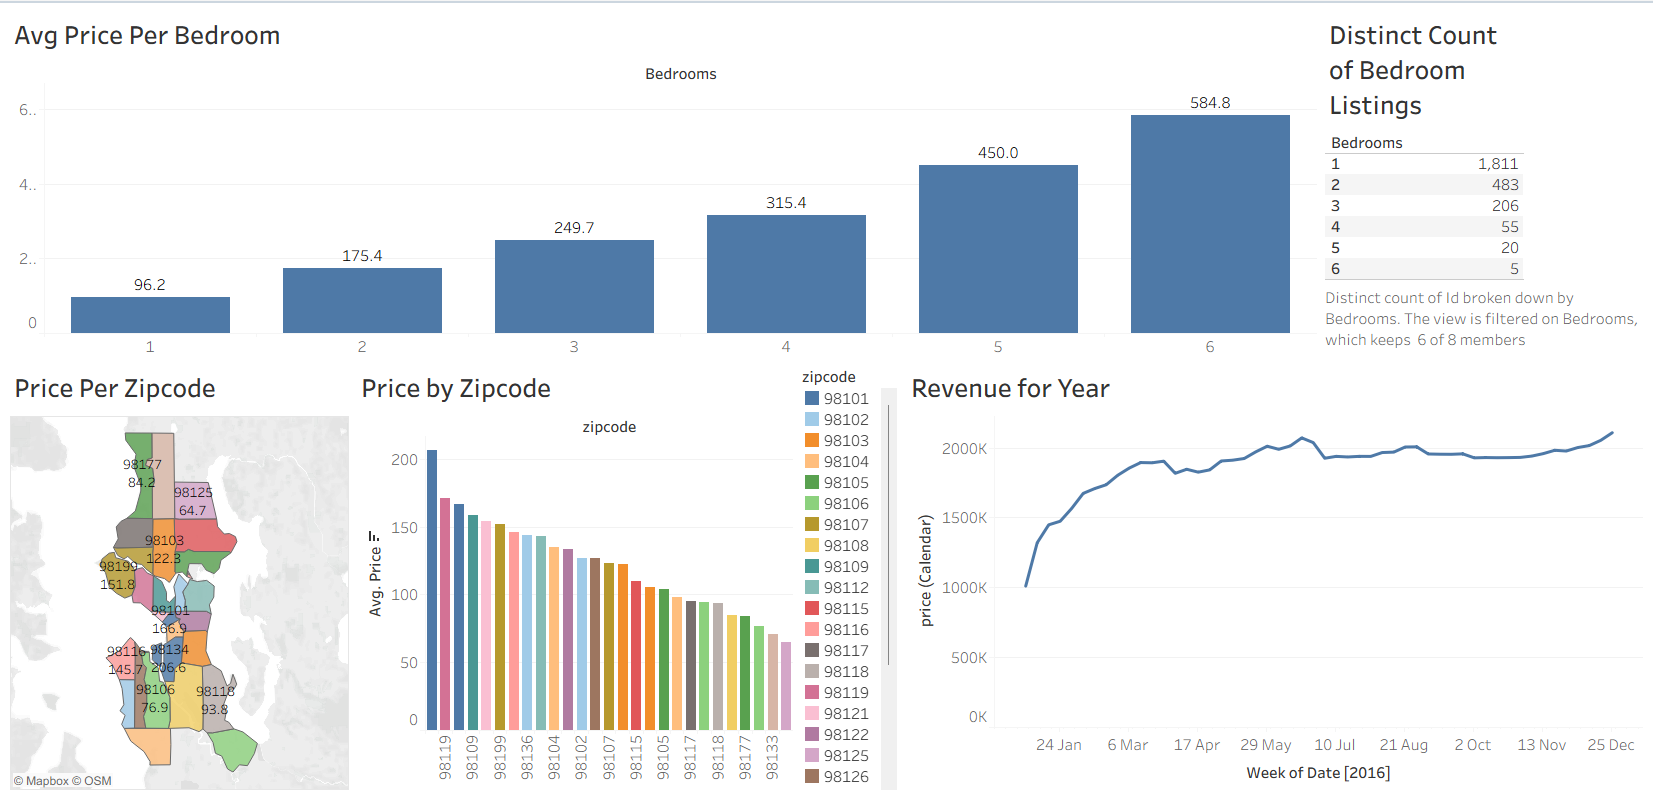 Avg Price Per Bedroom
Bedrooms
6..
4..
2..
0
96.2
175.4
249.7
315.4
450.0
584.8
1
2
3
4
5
6
Distinct Count
of Bedroom
Listings
Bedrooms
1 1,811
2 483
3 206
4 55
5 20
6 5
Distinct count of Id broken down by
Bedrooms. The view is filtered on Bedrooms,
which keeps 6 of 8 members
Price Per Zipcode
98177
84.2
98125
64.7
98103
122.3
98199
151.8
98101
166.9
98116
145.7
98134
206.6
98106
76.9
98118
93.8
© Mapbox © OSM
Price by Zipcode
zipcode
Avg. Price
200
150
100
50
0
98119
98109
98199
98136
98104
98102
98107
98115
98105
98117
98118
98177
98133
zipcode
98101
98102
98103
98104
98105
98106
98107
98108
98109
98112
98115
98116
98117
98118
98119
98121
98122
98125
98126
Revenue for Year
price (Calendar)
2000K
1500K
1000K
500K
0K
24 Jan
6 Mar
17 Apr
29 May
10 Jul
21 Aug
2 Oct
13 Nov
25 Dec
Week of Date [2016]